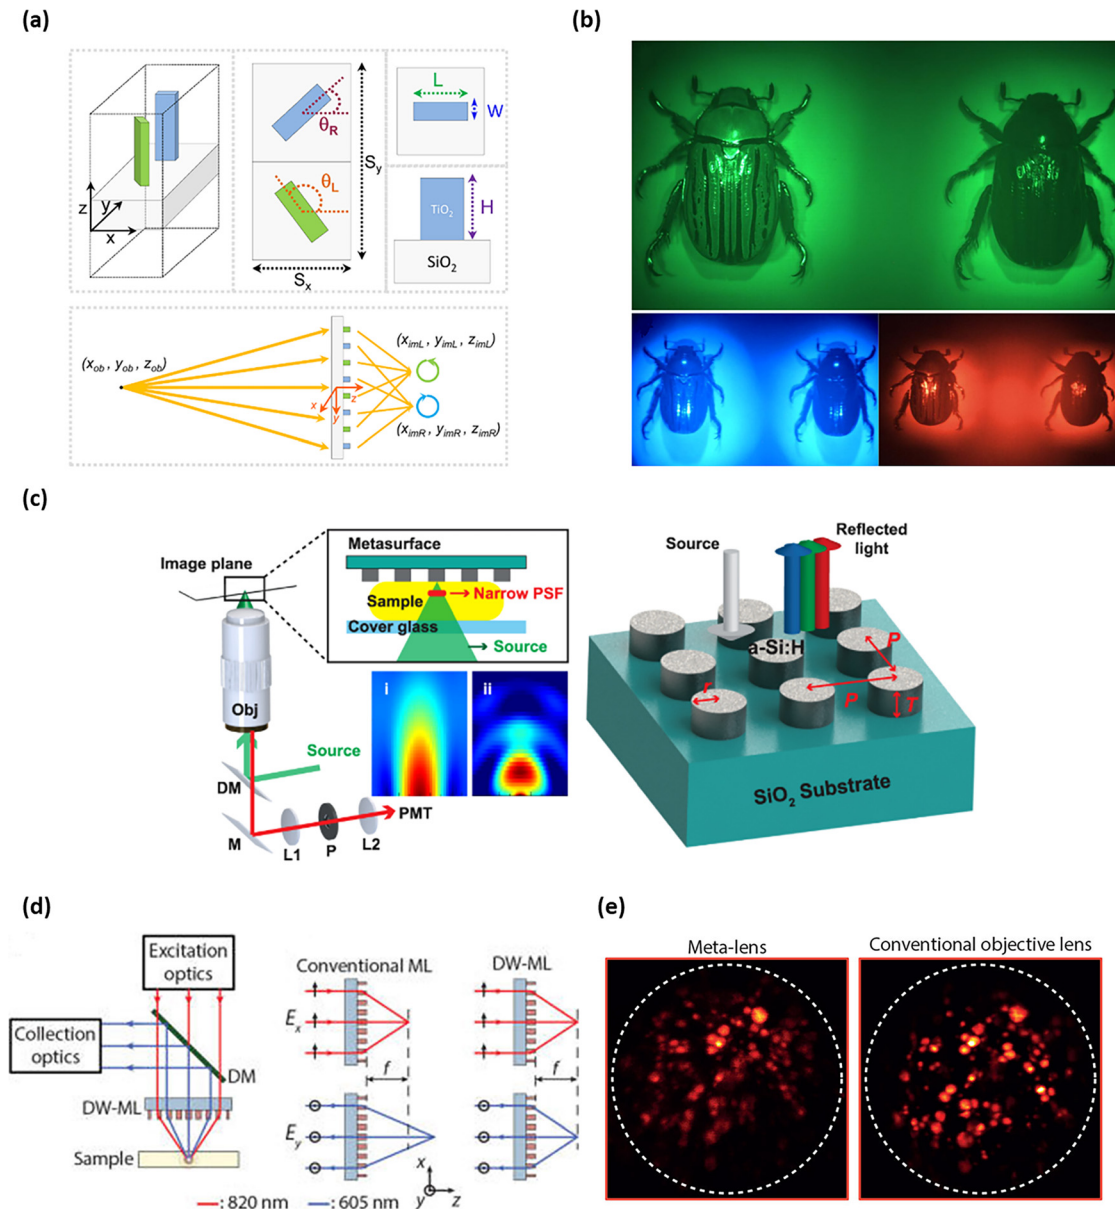 (a)
z
y
x
θR
θL
Sy
Sx
L
W
TiO2
H
SiO2
(xob, yob, zob)
(ximL, yimL, zimL)
x
y
z
(ximR, yimR, zimR)
(b)
(c)
Image plane
Metasurface
Sample
Narrow PSF
Cover glass
Source
Obj
i
ii
Source
DM
M
L1
P
L2
PMT
Source
Reflected
light
a-Si:H
P
P
r
T
SiO2 Substrate
(d)
Excitation
optics
Collection
optics
DM
DW-ML
Sample
: 820 nm
: 605 nm
Conventional ML
DW-ML
Ex
f
f
Ey
x
y
z
(e)
Meta-lens
Conventional objective lens